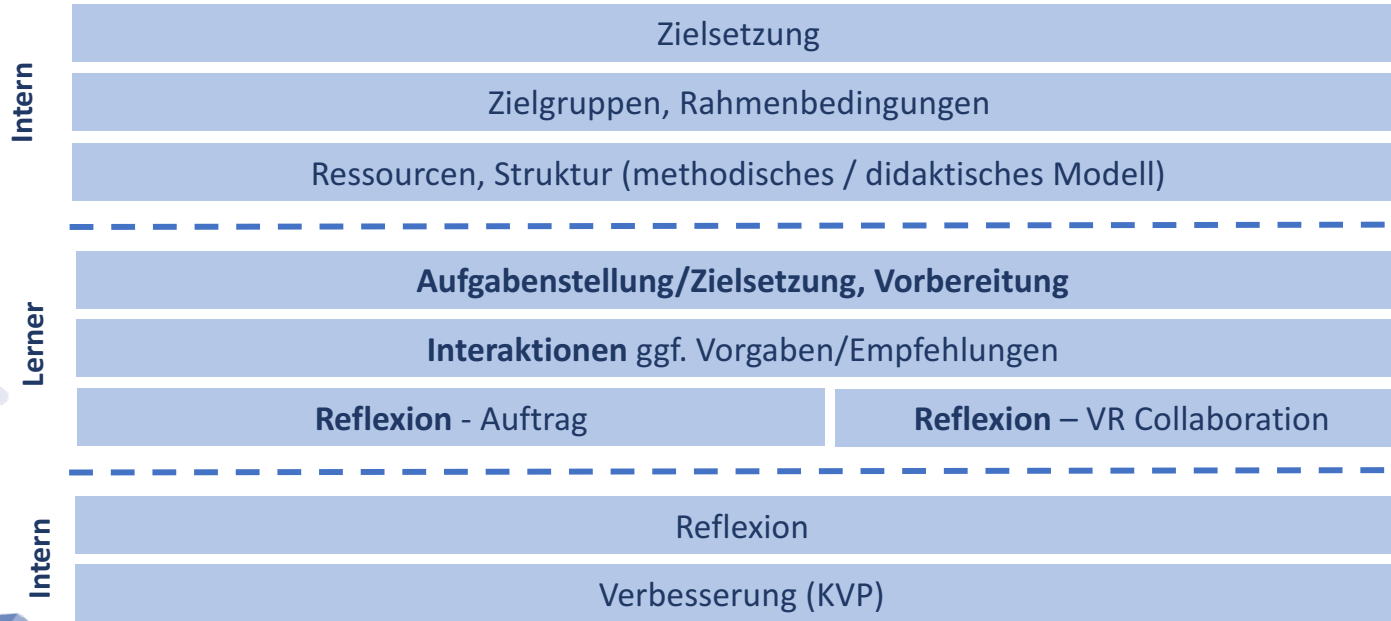 Intern
Zielsetzung
Zielgruppen, Rahmenbedingungen
Ressourcen, Struktur (methodisches / didaktisches Modell)
Lerner
Aufgabenstellung/Zielsetzung, Vorbereitung
Interaktionen ggf. Vorgaben/Empfehlungen
Reflexion - Auftrag
Reflexion – VR Collaboration
Intern
Reflexion
Verbesserung (KVP)